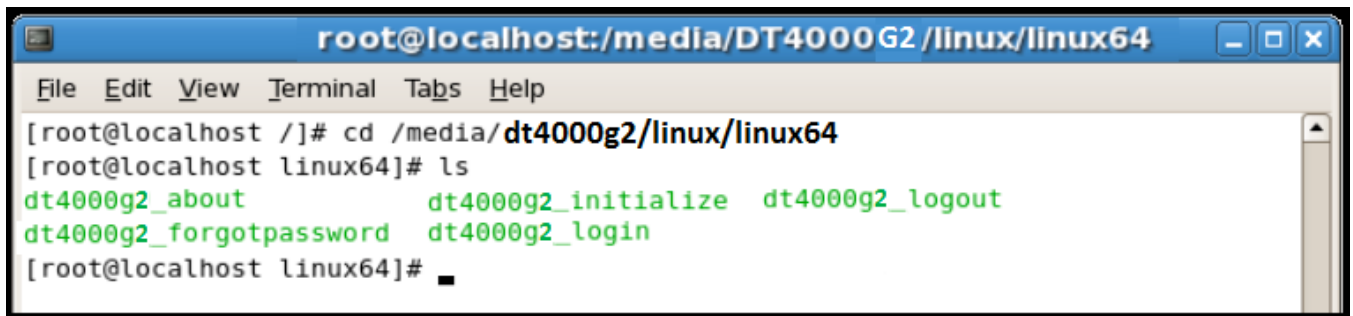 root@localhost:/media/DT4000G2/linux/linux64
File Edit View Terminal Tabs Help
[root@localhost /]# cd /media/dt4000g2/linux/linux64
[root@localhost linux64]# ls
dt4000g2_about dt4000g2_initialize dt4000g2_logout
dt4000g2_forgotpassword dt4000g2_login
[root@localhost linux64]#